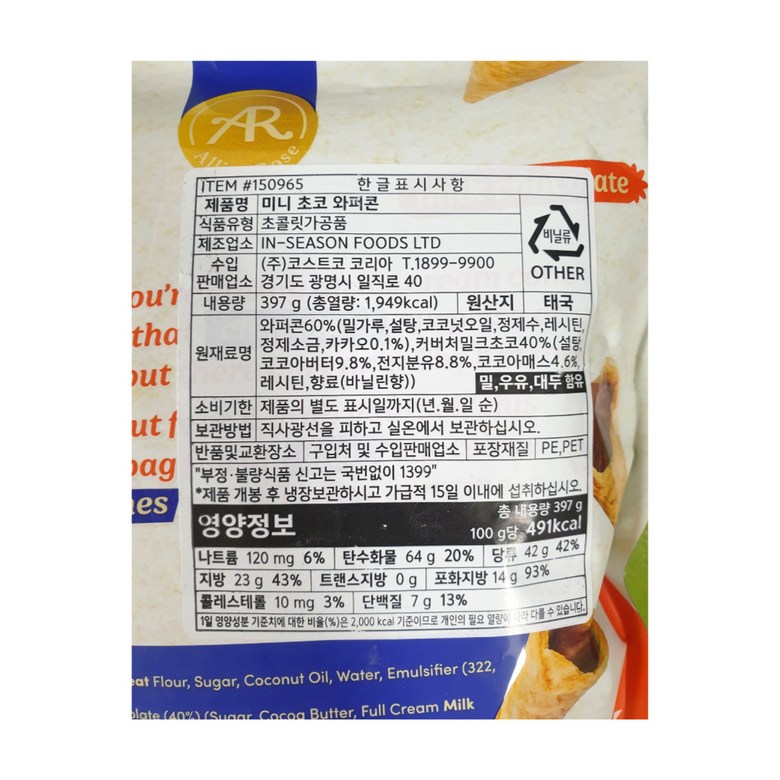 AR
ITEM #150965 한글표시사항
제품명 미니 초코 와퍼콘
식품유형 초콜릿가공품
제조업소 IN-SEASON FOODS LTD
수입판매업소 (주)코스트코 코리아 T.1899-9900
경기도 광명시 일직로 40
비닐류
OTHER
내용량 397 g (총열량: 1,949kcal) 원산지 태국
원재료명 와퍼콘60%(밀가루,설탕,코코넛오일,정제수,레시틴,
정제소금,카카오0.1%),커버처밀크초코40%(설탕,
코코아버터9.8%,전지분유8.8%,코코아매스4.6%,
레시틴,향료(바닐린향)) 밀,우유,대두 함유
소비기한 제품의 별도 표시일까지(년.월.일 순)
보관방법 직사광선을 피하고 실온에서 보관하십시오.
반품및교환장소 구입처 및 수입판매업소 포장재질 PE,PET
"부정·불량식품 신고는 국번없이 1399"
*제품 개봉 후 냉장보관하시고 가급적 15일 이내에 섭취하십시오.
영양정보 총 내용량 397 g
100 g당 491kcal
나트륨 120 mg 6% 탄수화물 64 g 20% 당류 42 g 42%
지방 23 g 43% 트랜스지방 0 g 포화지방 14 g 93%
콜레스테롤 10 mg 3% 단백질 7 g 13%
1일 영양성분 기준치에 대한 비율(%)은 2,000 kcal 기준이므로 개인의 필요 열량에 따라 다를 수 있습니다.
ate
ou'r
tha
out
ut f
bag
es
eat Flour, Sugar, Coconut Oil, Water, Emulsifier (322,
olate (40%) (Sugar, Cocoa Butter, Full Cream Milk